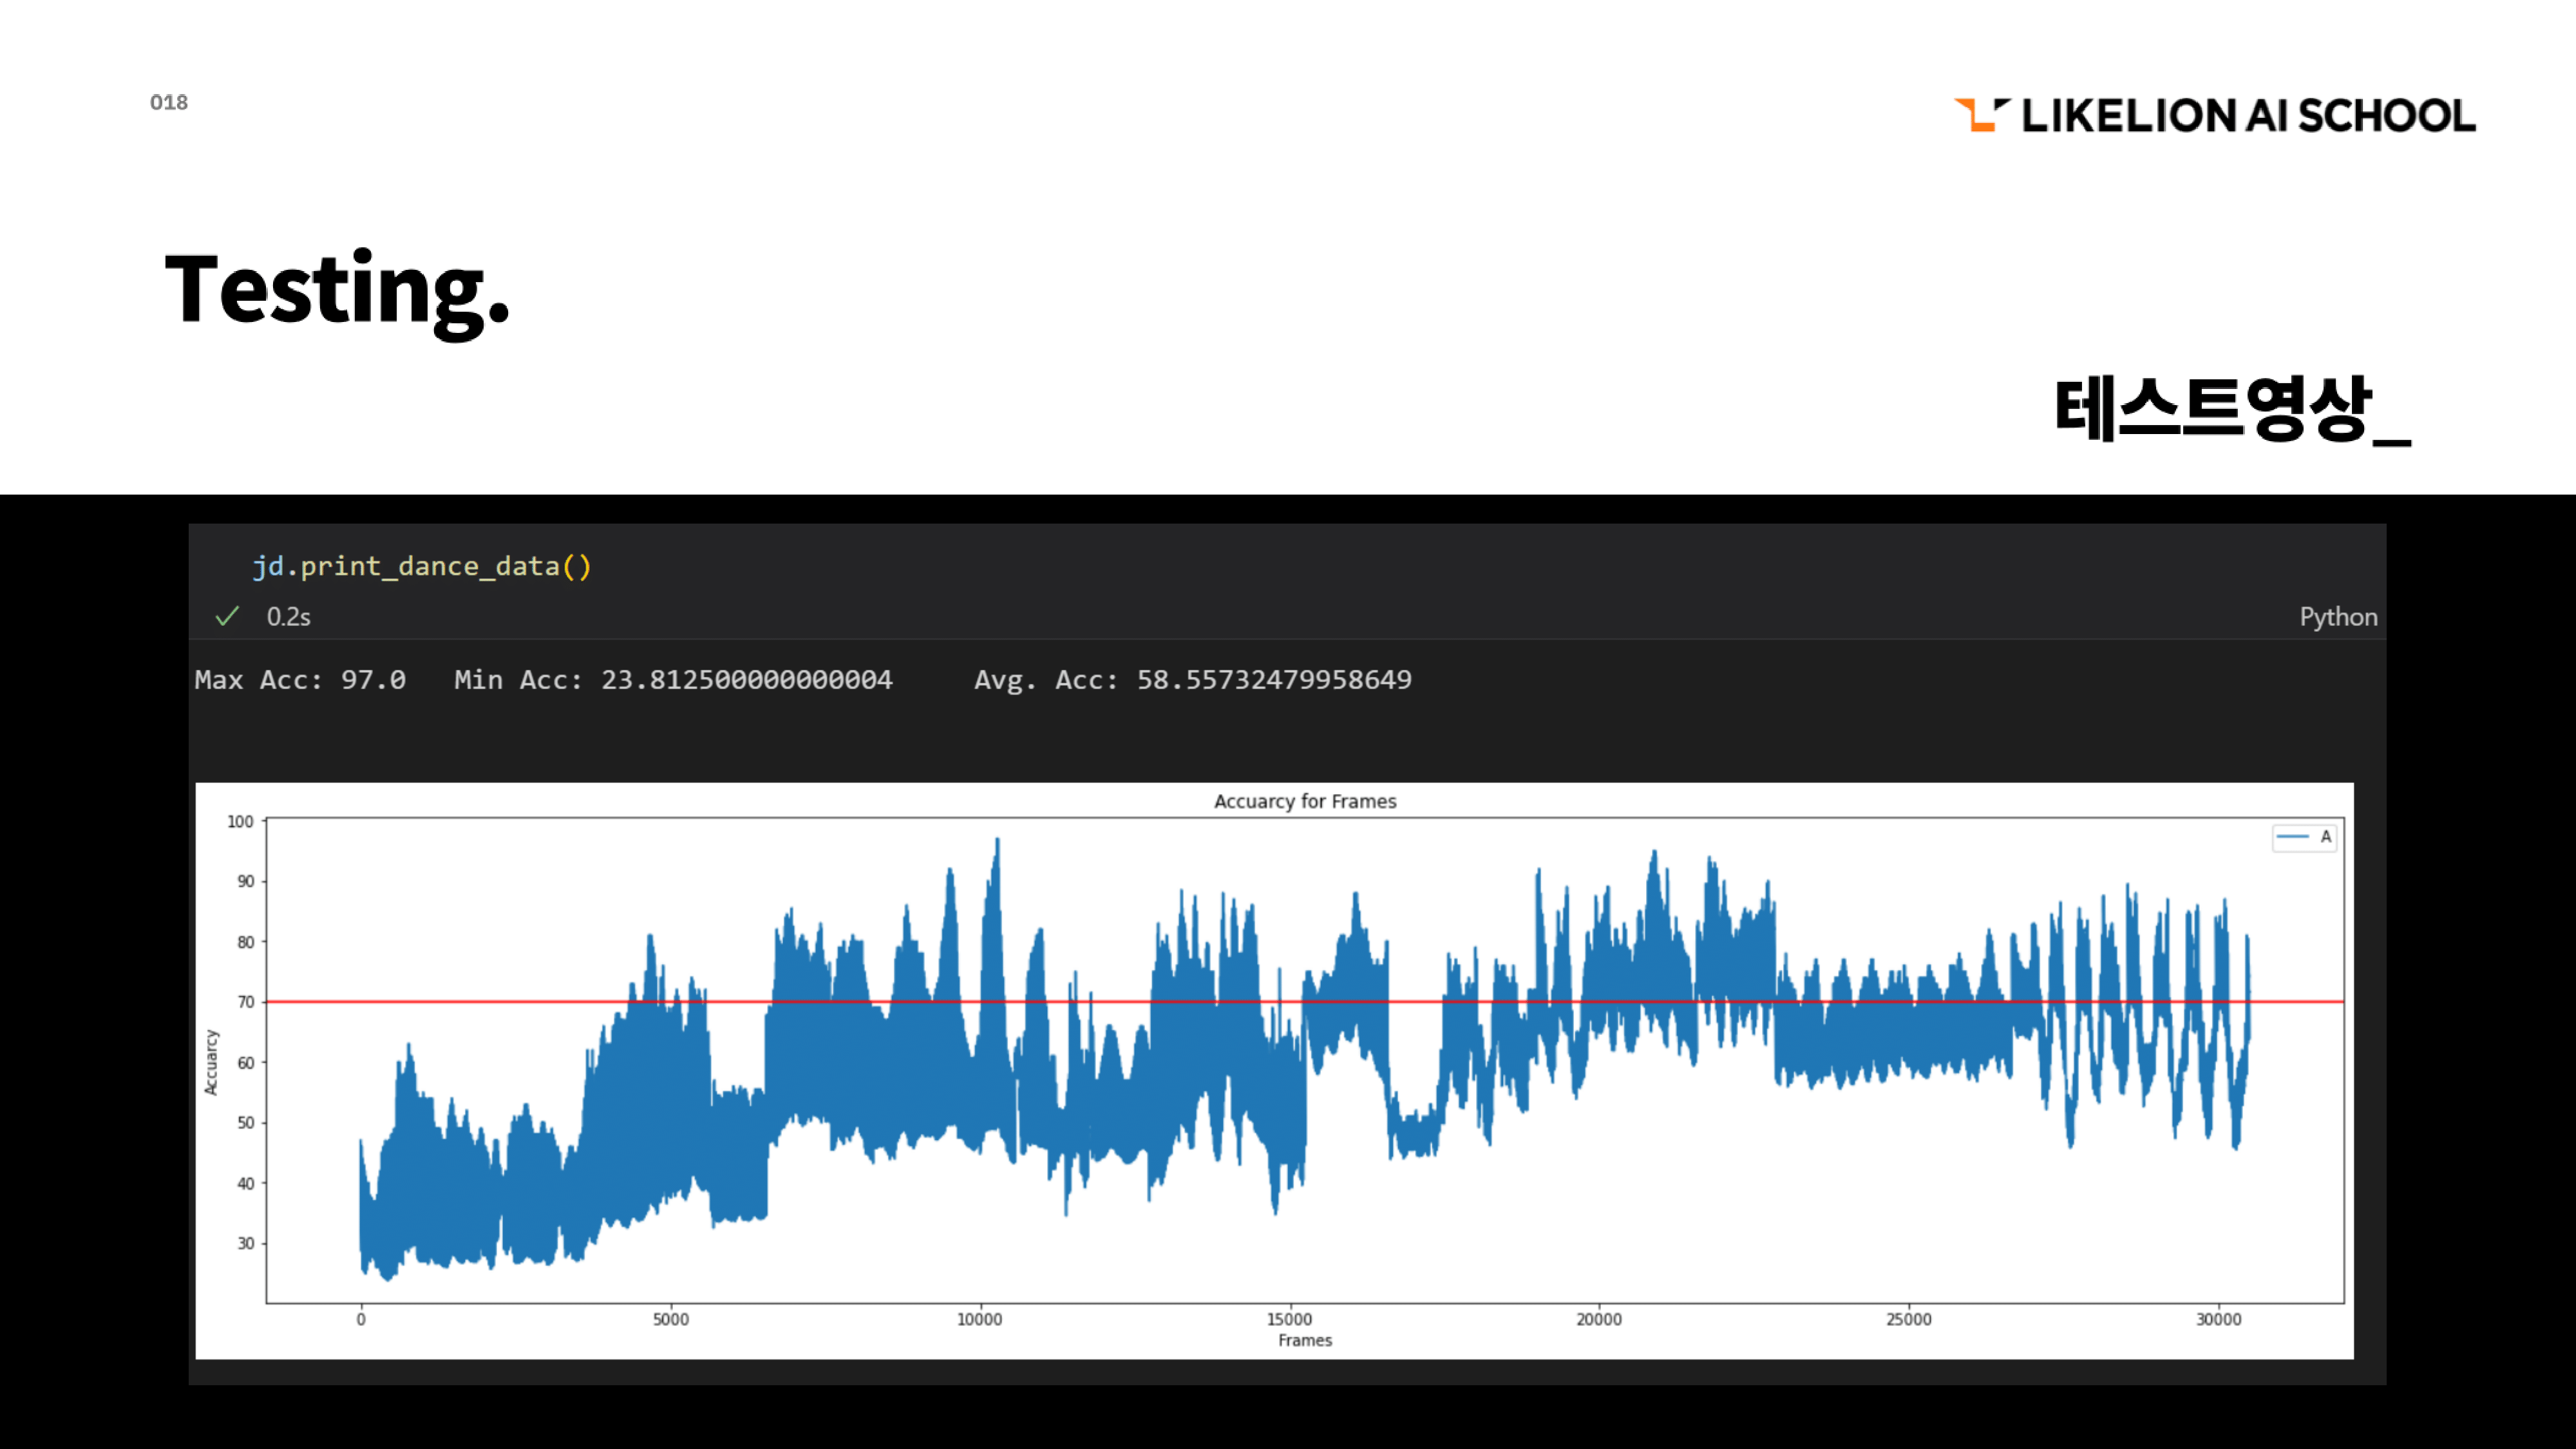 018
LIKELION AI SCHOOL
Testing.
테스트영상_
jd.print_dance_data()
0.2s
Python
Max Acc: 97.0 Min Acc: 23.812500000000004 Avg. Acc: 58.55732479958649
Accuarcy for Frames
A
100
90
80
70
60
50
40
30
Accuarcy
0 5000 10000 15000 20000 25000 30000
Frames